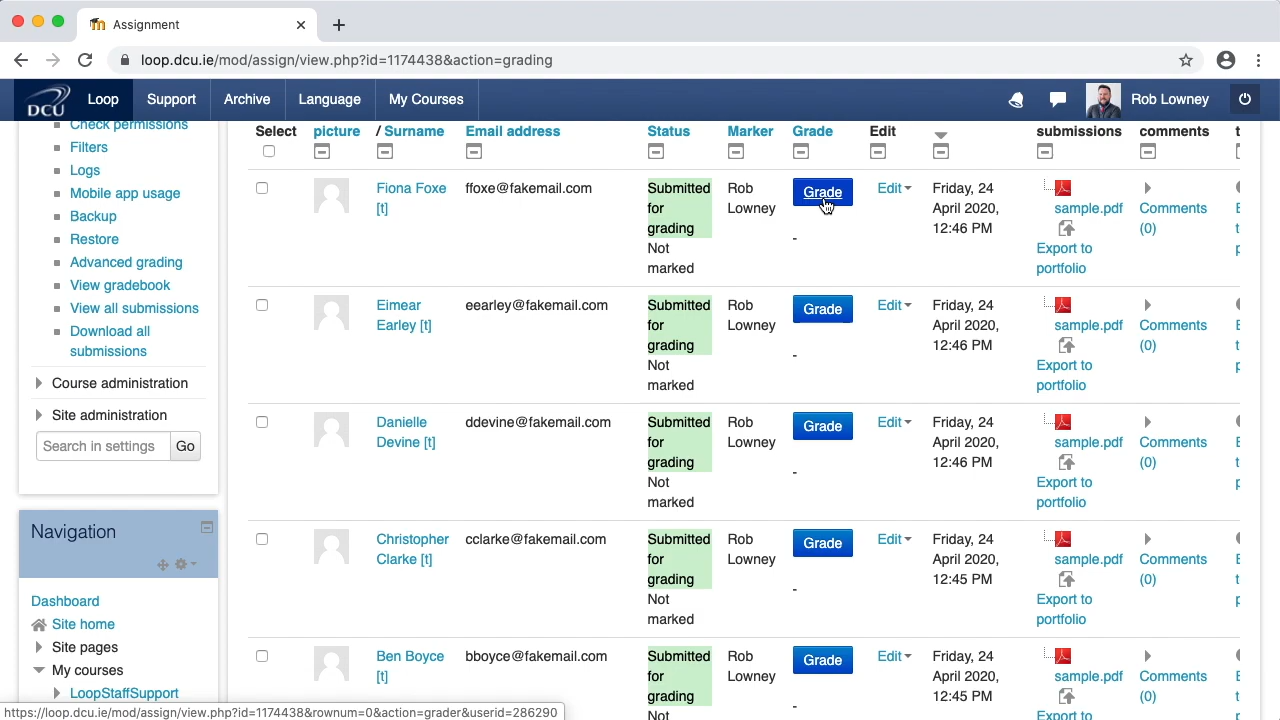 Assignment
loop.dcu.ie/mod/assign/view.php?id=1174438&action=grading
DCU Loop Support Archive Language My Courses Rob Lowney
Check permissions
Filters
Logs
Mobile app usage
Backup
Restore
Advanced grading
View gradebook
View all submissions
Download all
submissions
Course administration
Site administration
Search in settings Go
Navigation
Dashboard
Site home
Site pages
My courses
LoopStaffSupport
Select picture / Surname Email address Status Marker Grade Edit submissions comments t
Fiona Foxe ffoxe@fakemail.com Submitted Rob Grade Edit Friday, 24
[t] for Lowney April 2020, sample.pdf Comments
grading - 12:46 PM (0)
Not Export to
marked portfolio
Eimear eearley@fakemail.com Submitted Rob Grade Edit Friday, 24
Earley [t] for Lowney April 2020, sample.pdf Comments
grading - 12:46 PM (0)
Not Export to
marked portfolio
Danielle ddevine@fakemail.com Submitted Rob Grade Edit Friday, 24
Devine [t] for Lowney April 2020, sample.pdf Comments
grading - 12:46 PM (0)
Not Export to
marked portfolio
Christopher cclarke@fakemail.com Submitted Rob Grade Edit Friday, 24
Clarke [t] for Lowney April 2020, sample.pdf Comments
grading - 12:45 PM (0)
Not Export to
marked portfolio
Ben Boyce bboyce@fakemail.com Submitted Rob Grade Edit Friday, 24
[t] for Lowney April 2020, sample.pdf Comments
grading - 12:45 PM (0)
Not Export to
https://loop.dcu.ie/mod/assign/view.php?id=1174438&rownum=0&action=grader&userid=286290